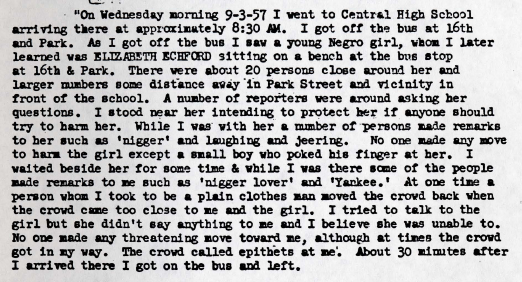 "On Wednesday morning 9-3-57 I went to Central High School
arriving there at approximately 8:30 AM.  I got off the bus at 16th
and Park.  As I got off the bus I saw a young Negro girl, whom I later
learned was ELIZABETH ECHFORD sitting on a bench at the bus stop
at 16th & Park.  There were about 20 persons close around her and
larger numbers some distance away in Park Street and vicinity in
front of the school.  A number of reporters were around asking her
questions.  I stood near her intending to protect her if anyone should
try to harm her.  While I was with her a number of persons made remarks
to her such as 'nigger' and laughing and jeering.  No one made any move
to harm the girl except a small boy who poked his finger at her.  I
waited beside her for some time & while I was there some of the people
made remarks to me such as 'nigger lover' and 'Yankee.'  At one time a
person whom I took to be a plain clothes man moved the crowd back when
the crowd came too close to me and the girl.  I tried to talk to the
girl but she didn't say anything to me and I believe she was unable to.
No one made any threatening move toward me, although at times the crowd
got in my way.  The crowd called epithets at me.  About 30 minutes after
I arrived there I got on the bus and left.